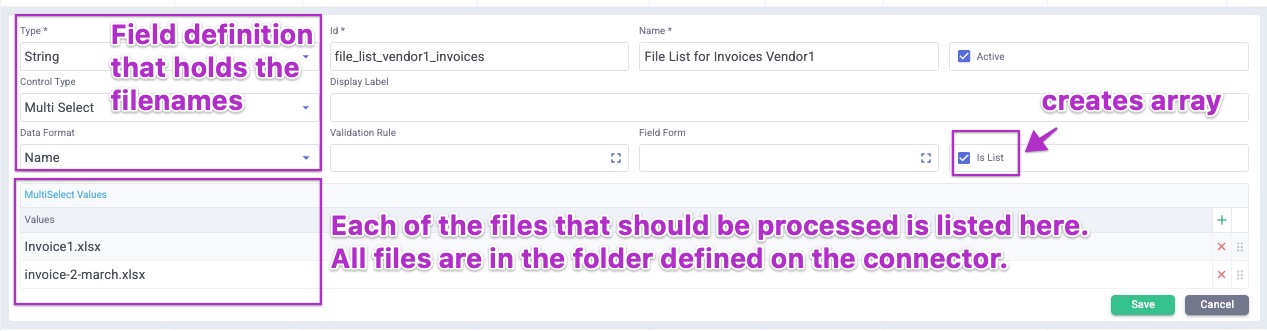 Type *
String
Field definition
that holds the
filenames
Id *
file_list_vendor1_invoices
Name *
File List for Invoices Vendor1
Active
Control Type
Multi Select
Display Label
creates array
Data Format
Name
Validation Rule
Field Form
Is List
MultiSelect Values
Values
Invoice1.xlsx
invoice-2-march.xlsx
Each of the files that should be processed is listed here.
All files are in the folder defined on the connector.
Save
Cancel